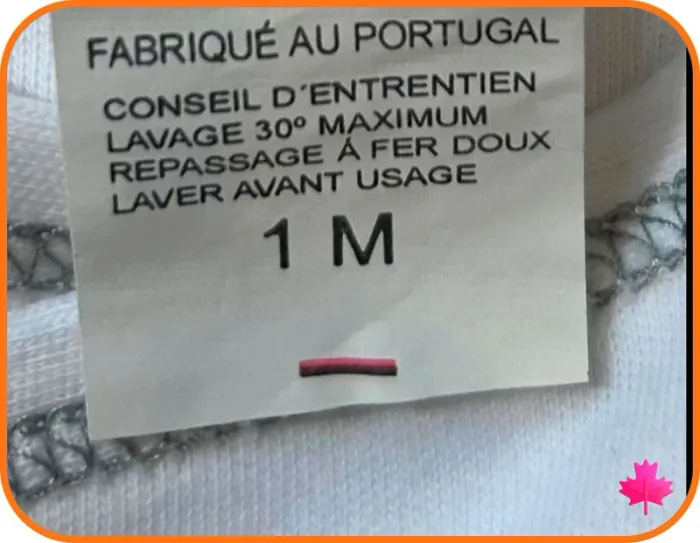 FABRIQUÉ AU PORTUGAL
CONSEIL D´ENTRENTIEN
LAVAGE 30º MAXIMUM
REPASSAGE Á FER DOUX
LAVER AVANT USAGE
1 M